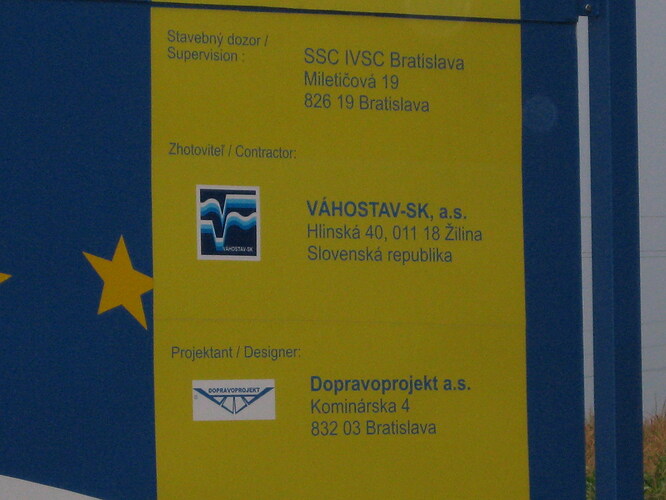 Stavebný dozor /
Supervision :
SSC IVSC Bratislava
Miletičová 19
826 19 Bratislava
Zhotoviteľ / Contractor:
VÁHOSTAV-SK
VÁHOSTAV-SK, a.s.
Hlinská 40, 011 18 Žilina
Slovenská republika
Projektant / Designer:
DOPRAVOPROJEKT
Dopravoprojekt a.s.
Kominárska 4
832 03 Bratislava